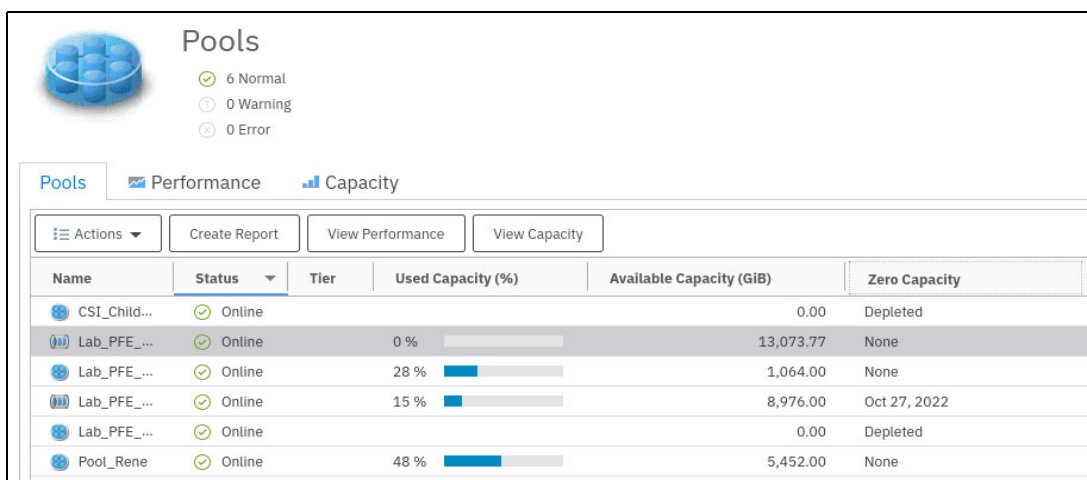 Pools
6 Normal
0 Warning
0 Error
Pools Performance Capacity
Actions Create Report View Performance View Capacity
Name Status Tier Used Capacity (%) Available Capacity (GiB) Zero Capacity
CSI_Child... Online 0.00 Depleted
Lab_PFE_... Online 0 % 13,073.77 None
Lab_PFE_... Online 28 % 1,064.00 None
Lab_PFE_... Online 15 % 8,976.00 Oct 27, 2022
Lab_PFE_... Online 0.00 Depleted
Pool_Rene Online 48 % 5,452.00 None